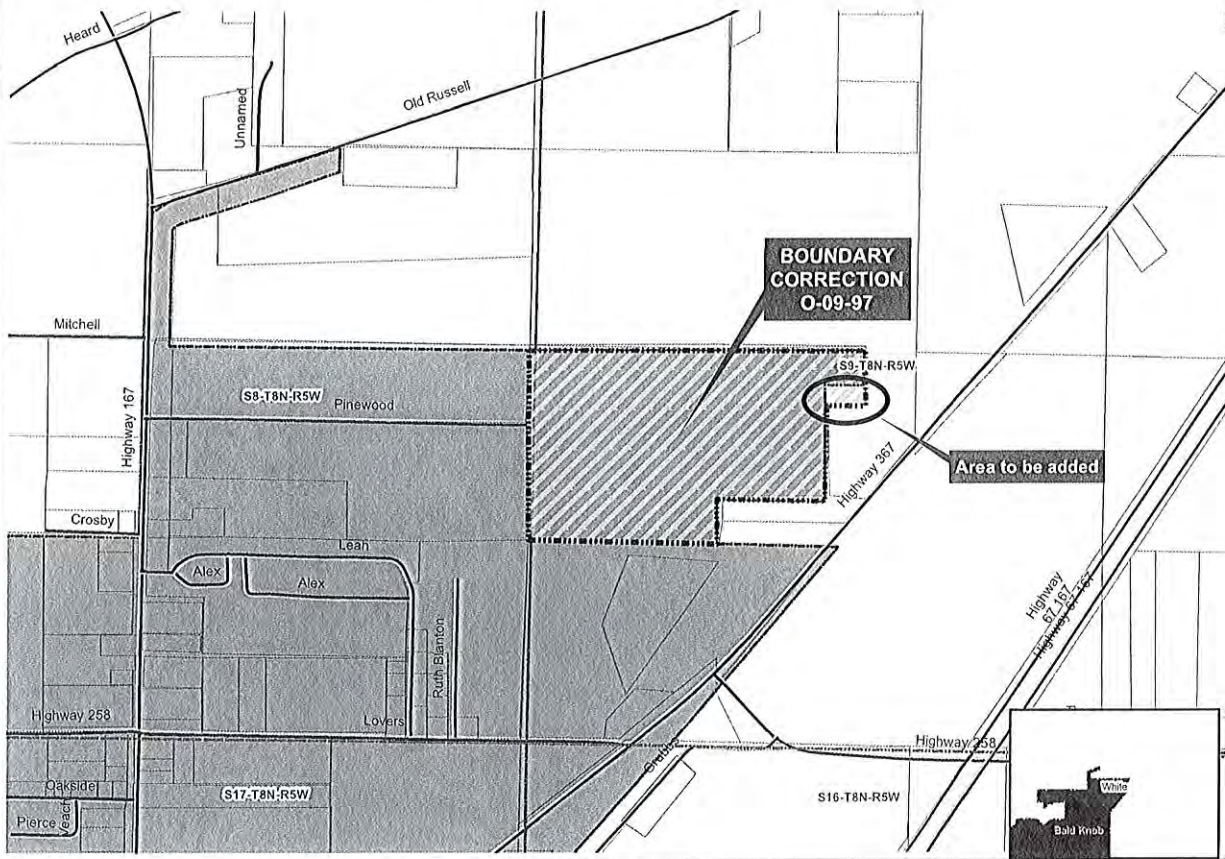 Heard
Unnamed
Old Russell
BOUNDARY
CORRECTION
O-09-97
Mitchell
S9-T8N-R5W
S8-T8N-R5W
Pinewood
Highway 167
Highway 367
Area to be added
Crosby
Leah
Alex
Alex
Highway
67 167
Highway 67 167
Ruth Blanton
Highway 258
Lovers
Highway 258
Oakside
S17-T8N-R5W
S16-T8N-R5W
Veach
Pierce
White
Bald Knob